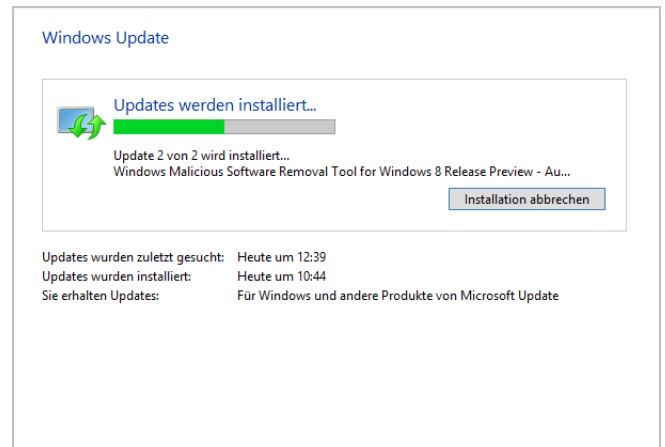 Windows Update
Updates werden installiert...
Update 2 von 2 wird installiert...
Windows Malicious Software Removal Tool for Windows 8 Release Preview - Au...
Installation abbrechen
Updates wurden zuletzt gesucht: Heute um 12:39
Updates wurden installiert: Heute um 10:44
Sie erhalten Updates: Für Windows und andere Produkte von Microsoft Update